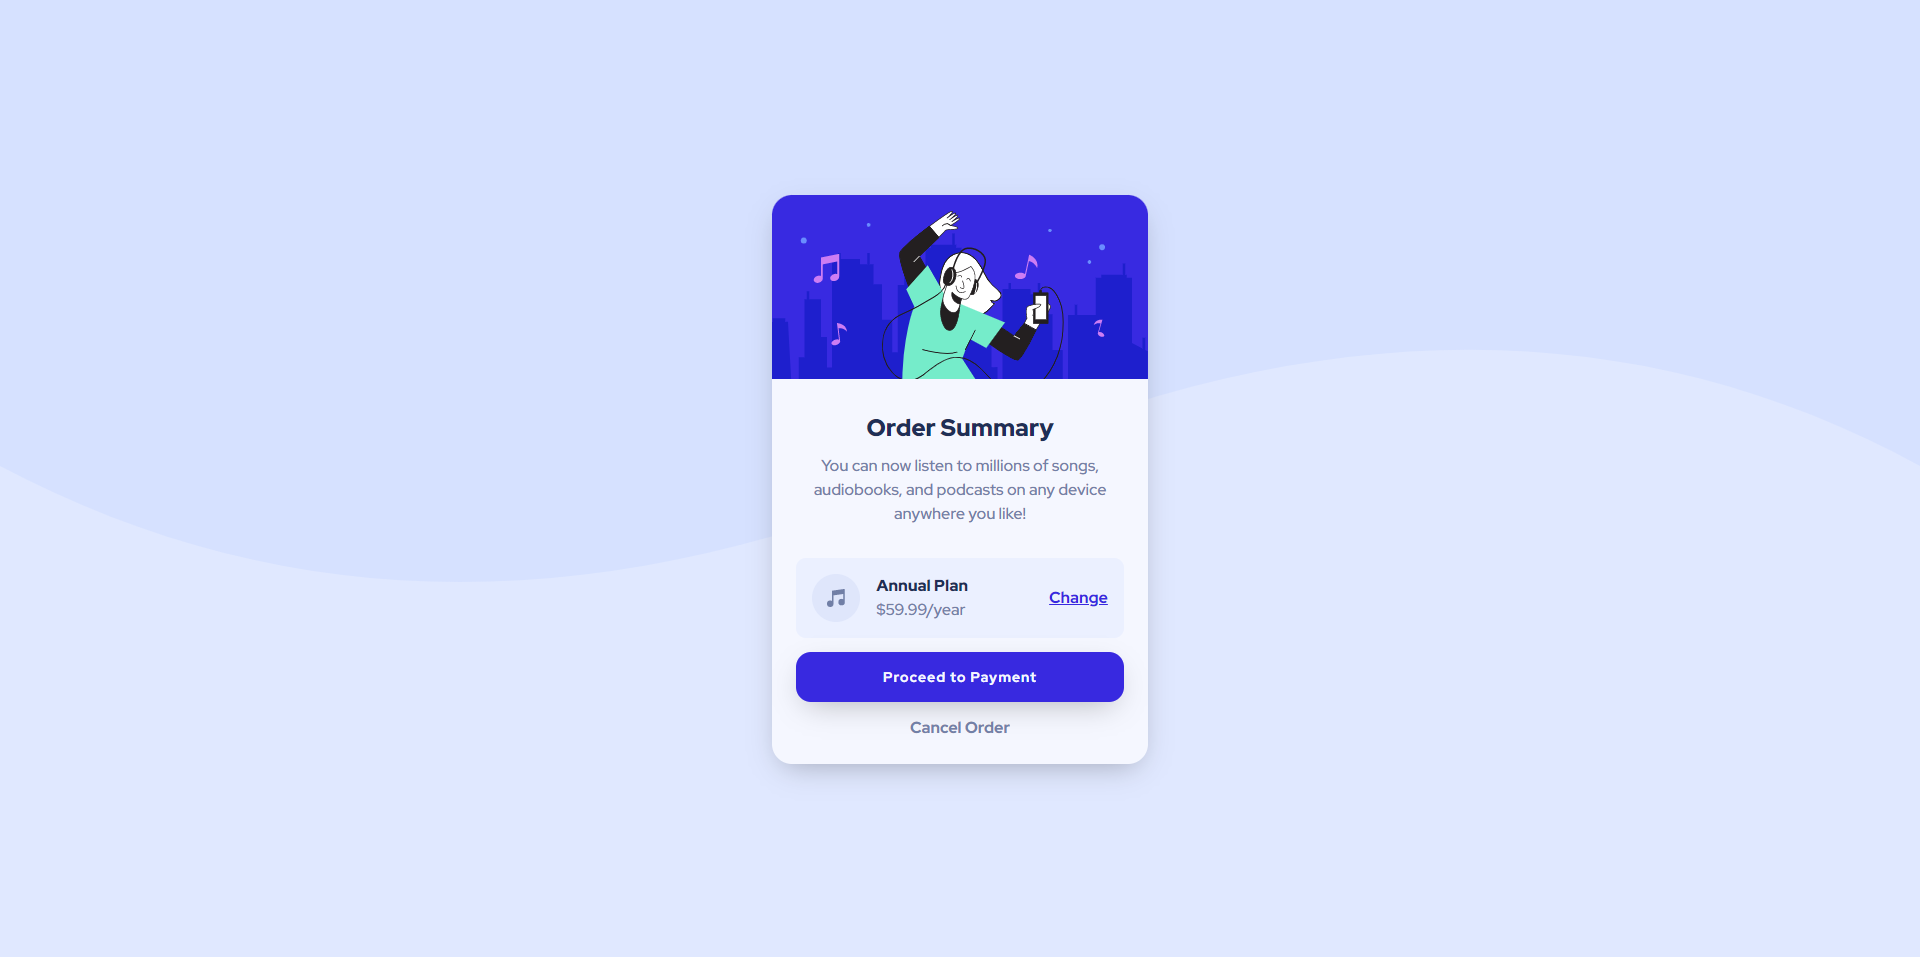 Order Summary
You can now listen to millions of songs,
audiobooks, and podcasts on any device
anywhere you like!
Annual Plan
$59.99/year
Change
Proceed to Payment
Cancel Order